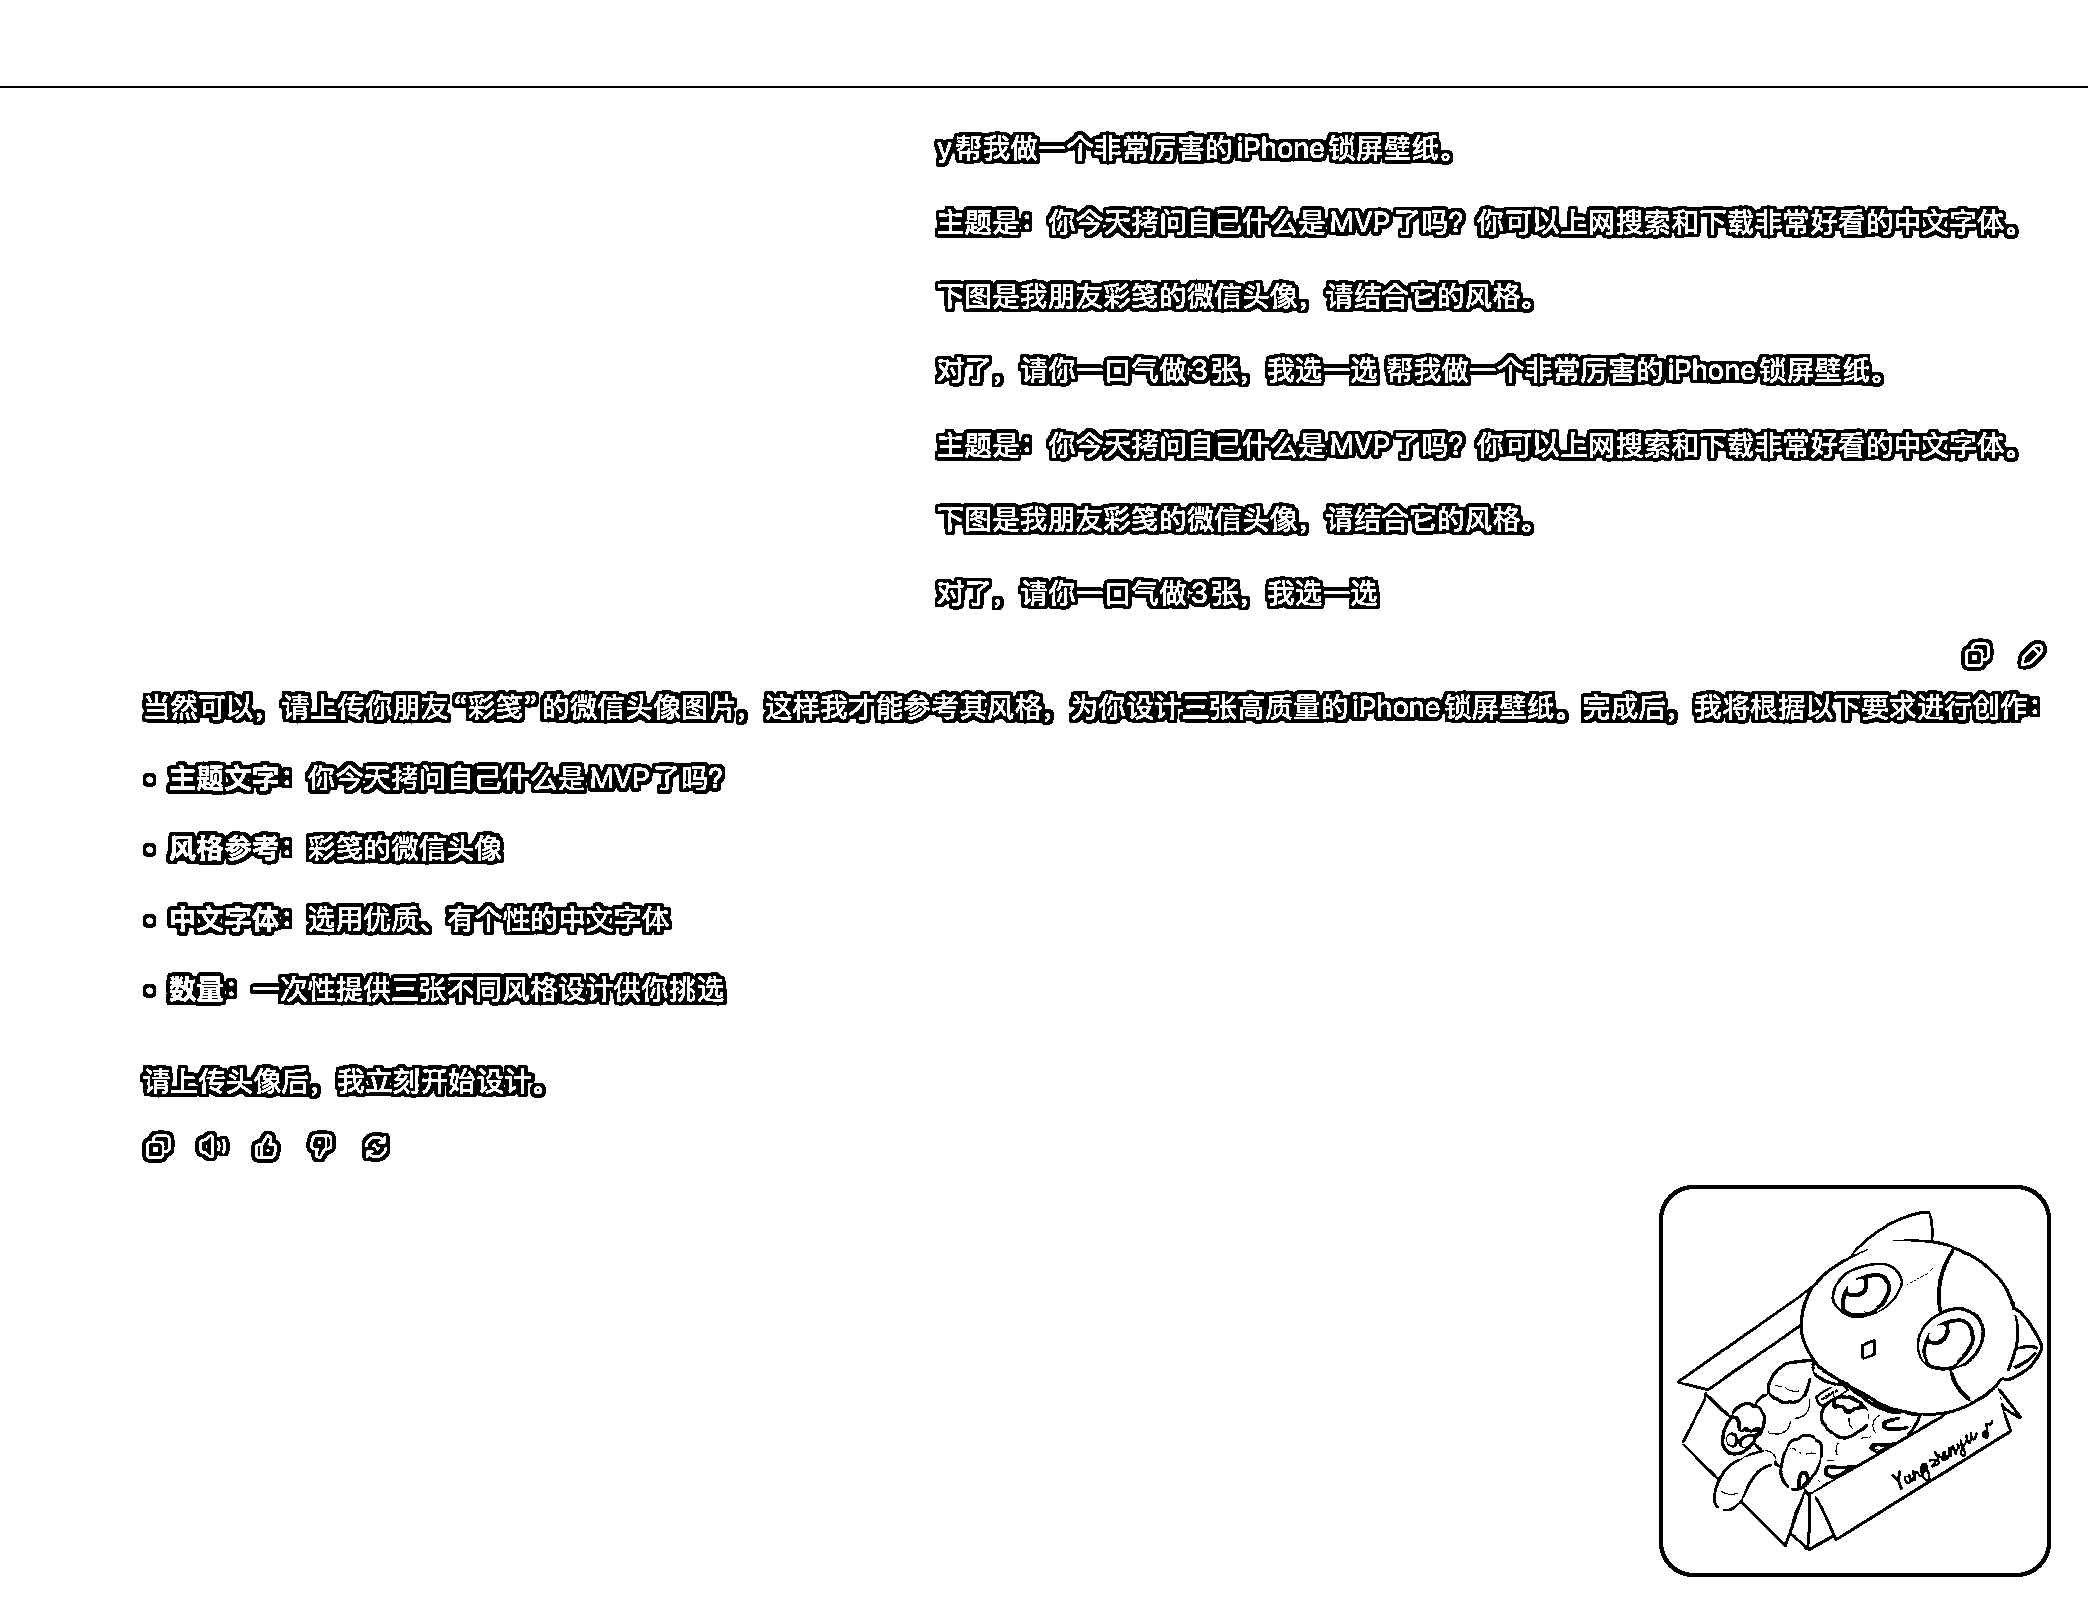 y帮我做一个非常厉害的iPhone锁屏壁纸。
主题是：你今天拷问自己什么是MVP了吗？你可以上网搜索和下载非常好看的中文字体。
下图是我朋友彩笺的微信头像，请结合它的风格。
对了，请你一口气做3张，我选一选 帮我做一个非常厉害的iPhone锁屏壁纸。
主题是：你今天拷问自己什么是MVP了吗？你可以上网搜索和下载非常好看的中文字体。
下图是我朋友彩笺的微信头像，请结合它的风格。
对了，请你一口气做3张，我选一选
当然可以，请上传你朋友“彩笺”的微信头像图片，这样我才能参考其风格，为你设计三张高质量的iPhone锁屏壁纸。完成后，我将根据以下要求进行创作：
• 主题文字：你今天拷问自己什么是MVP了吗？
• 风格参考：彩笺的微信头像
• 中文字体：选用优质、有个性的中文字体
• 数量：一次性提供三张不同风格设计供你挑选
请上传头像后，我立刻开始设计。
Yangzhenyu